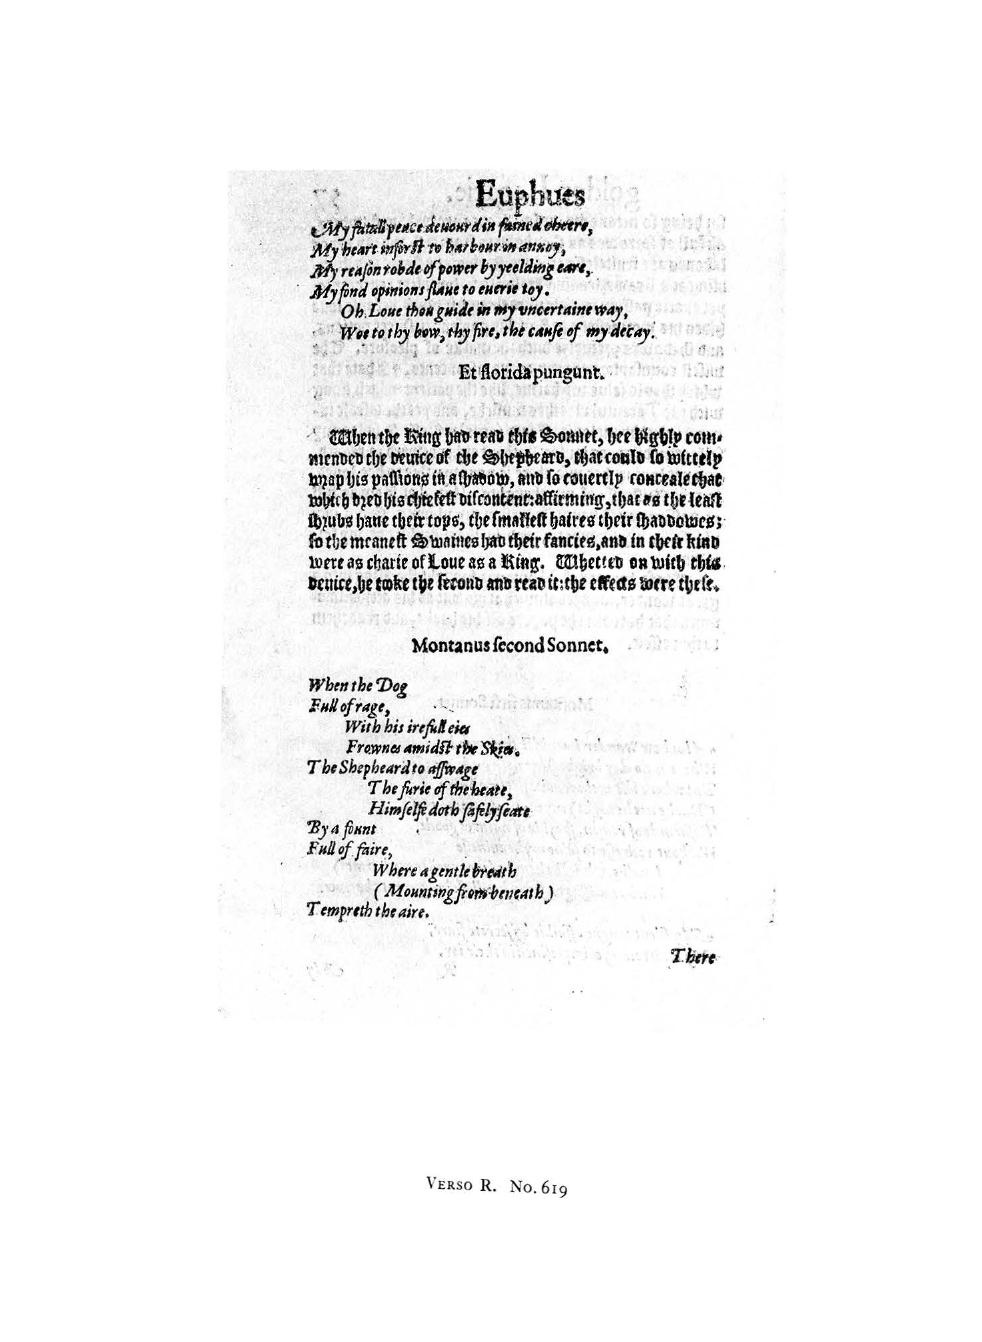 Euphues
My fatall peace deuourd in fained cheere,
My heart inforſt to harbour in annoy,
My reaſon robde of power by yeelding eare,
My fond opinions ſlaue to euerie toy.
Oh Loue thou guide in my vncertaine way,
Woe to thy bow, thy fire, the cauſe of my decay.
Et florida pungunt.
When the King had read this Sonnet, hee highly com-
mended the deuice of the Shepheard, that could ſo wittely
wrap his paſſions in a ſhadow, and ſo couertly conceale that
which bred his chiefeſt diſcontent: affirming, that as the leaſt
ſhrubs haue their tops, the ſmalleſt haires their ſhaddowes;
ſo the meaneſt Swaines had their fancies, and in their kind
were as charie of Loue as a King. Whetted on with this
deuice, he tooke the ſecond and read it: the effects were theſe.
Montanus ſecond Sonnet.
When the Dog
Full of rage,
With his irefull eies
Frownes amidſt the Skies.
The Shepheard to aſſwage
The furie of the heate,
Himſelfe doth ſafely ſeate
By a fount
Full of faire,
Where a gentle breath
(Mounting from beneath)
Tempreth the aire.
There
VERSO R. NO. 619